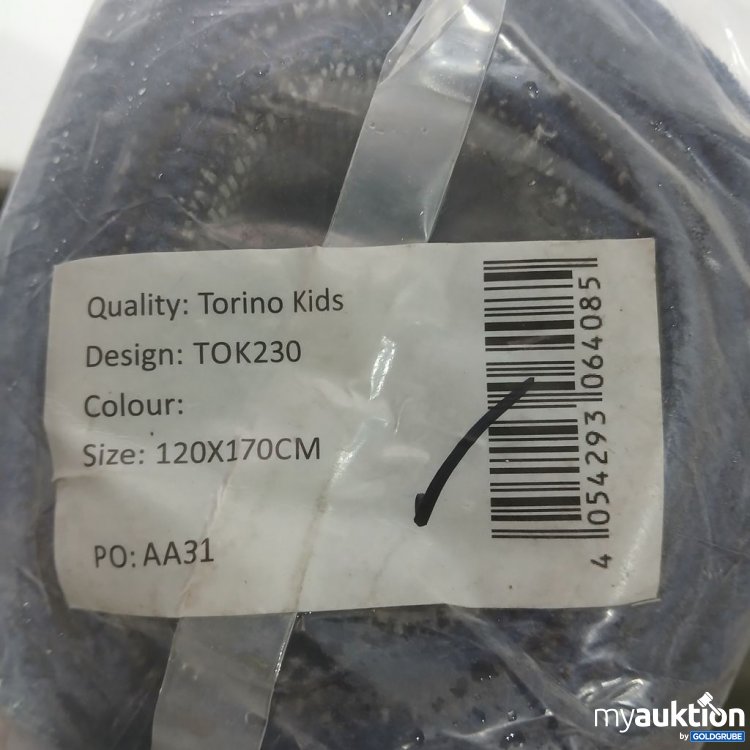 Quality: Torino Kids
Design: TOK230
Colour:
Size: 120X170CM
PO: AA31
4 054293 064085
myauktion
by GOLDGRUBE